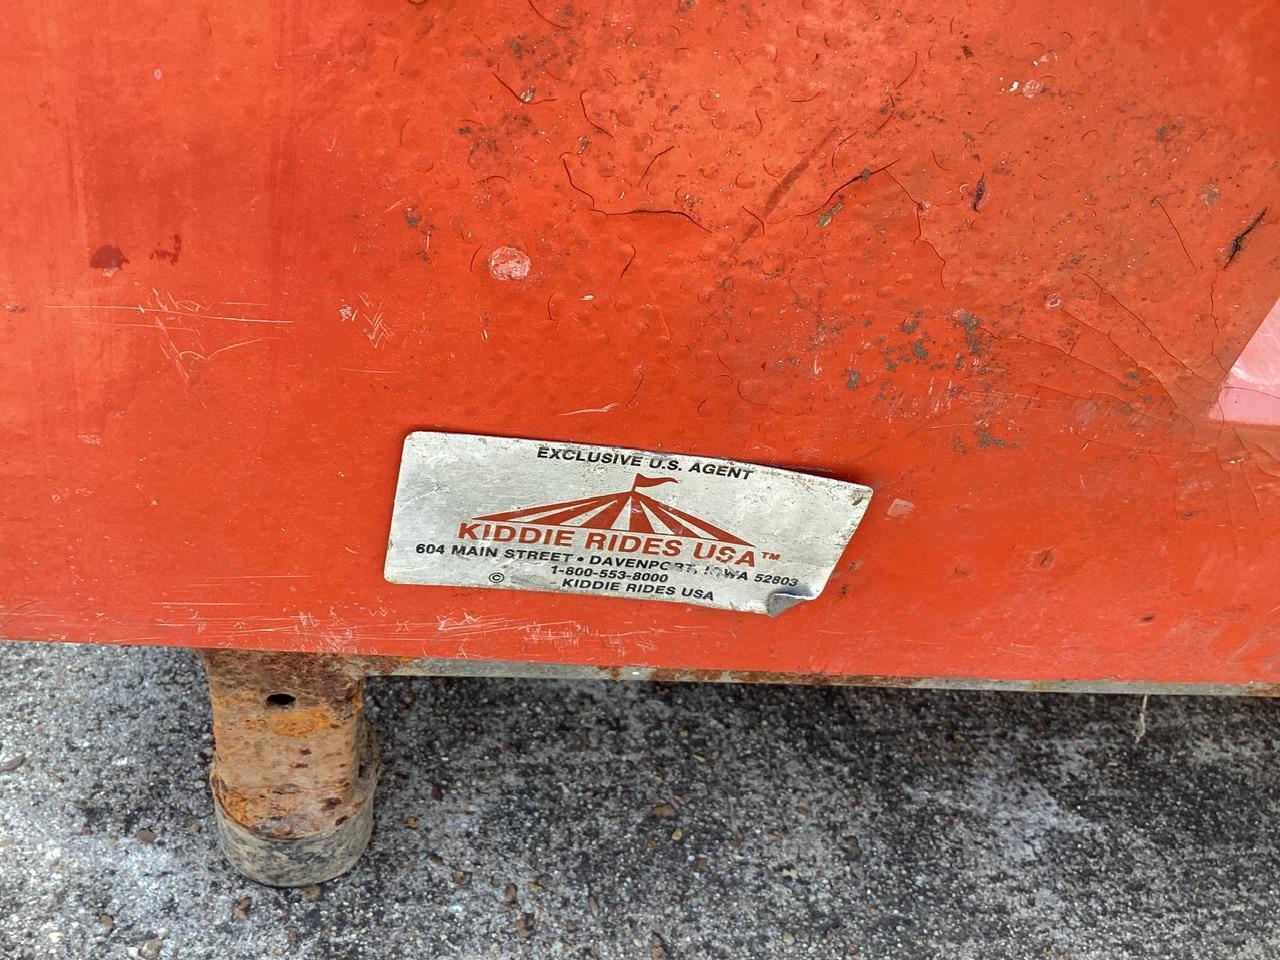 EXCLUSIVE U.S. AGENT
KIDDIE RIDES USA™
604 MAIN STREET • DAVENPORT, IOWA 52803
1-800-553-8000
© KIDDIE RIDES USA